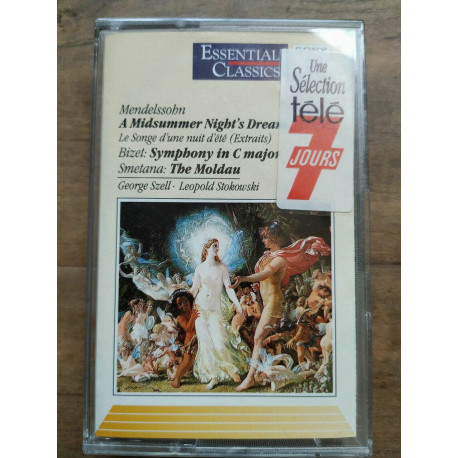 ESSENTIAL
CLASSICS
Une
Sélection
télé
7
JOURS
Mendelssohn
A Midsummer Night's Drea
Le Songe d'une nuit d'été (Extraits)
Bizet: Symphony in C major
Smetana: The Moldau
George Szell · Leopold Stokowski